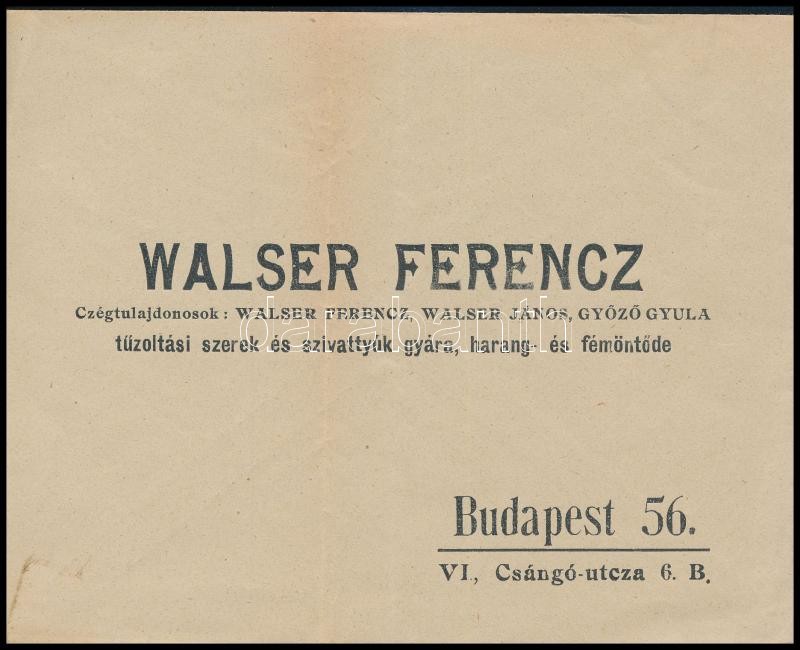 WALSER FERENCZ
Czégtulajdonosok: WALSER FERENCZ, WALSER JÁNOS, GYŐZŐ GYULA
darabanth
tűzoltási szerek és szivattyúk gyára, harang- és fémöntőde
Budapest 56.
VI., Csángó-utcza 6. B.